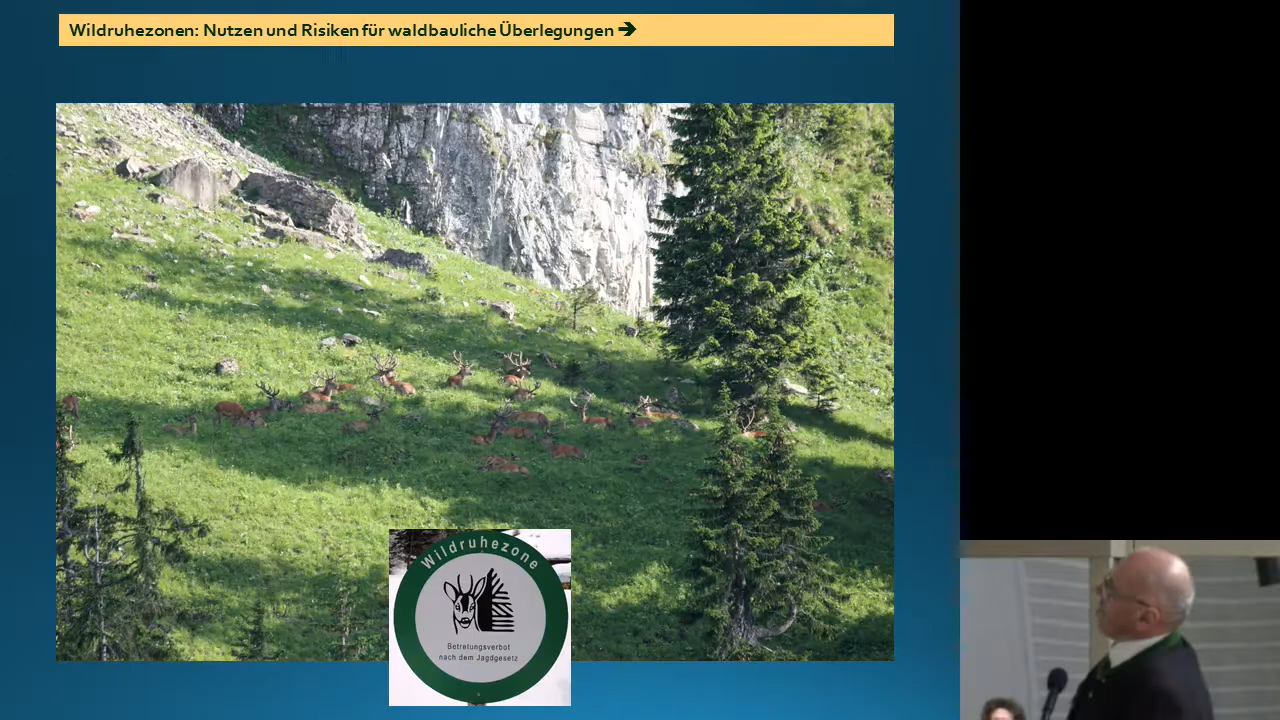 Wildruhezonen: Nutzen und Risiken für waldbauliche Überlegungen ➔
Wildruhezone
Betretungsverbot
nach dem Jagdgesetz